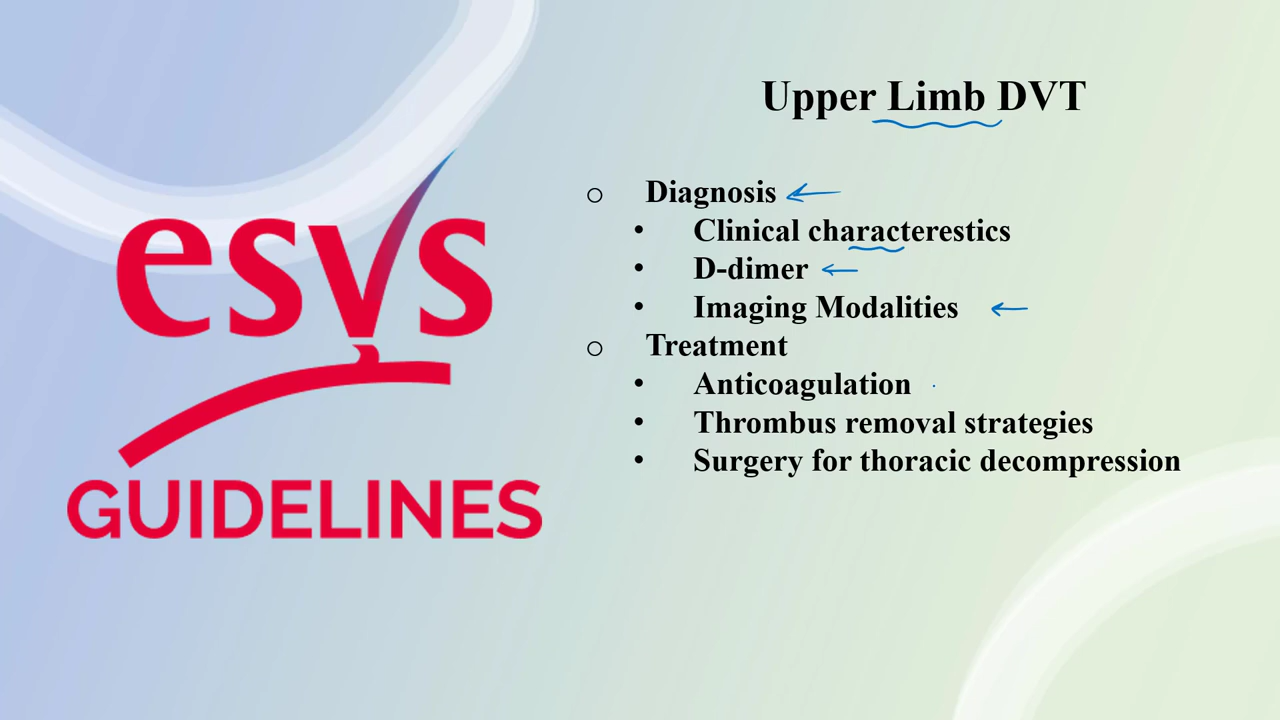 esvs
GUIDELINES
Upper Limb DVT
o Diagnosis
• Clinical characterestics
• D-dimer
• Imaging Modalities
o Treatment
• Anticoagulation
• Thrombus removal strategies
• Surgery for thoracic decompression